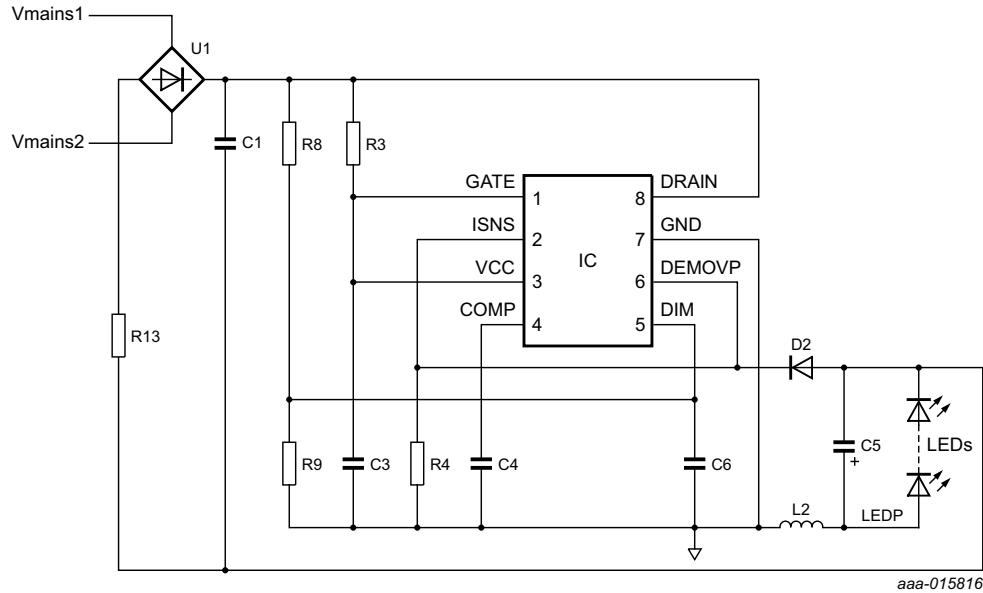 Vmains1
U1
Vmains2
C1
R8
R3
GATE
DRAIN
1
8
ISNS
GND
2
7
IC
VCC
DEMOVP
3
6
COMP
DIM
4
5
R13
D2
R9
C3
R4
C4
C6
C5
+
LEDs
L2
LEDP
aaa-015816